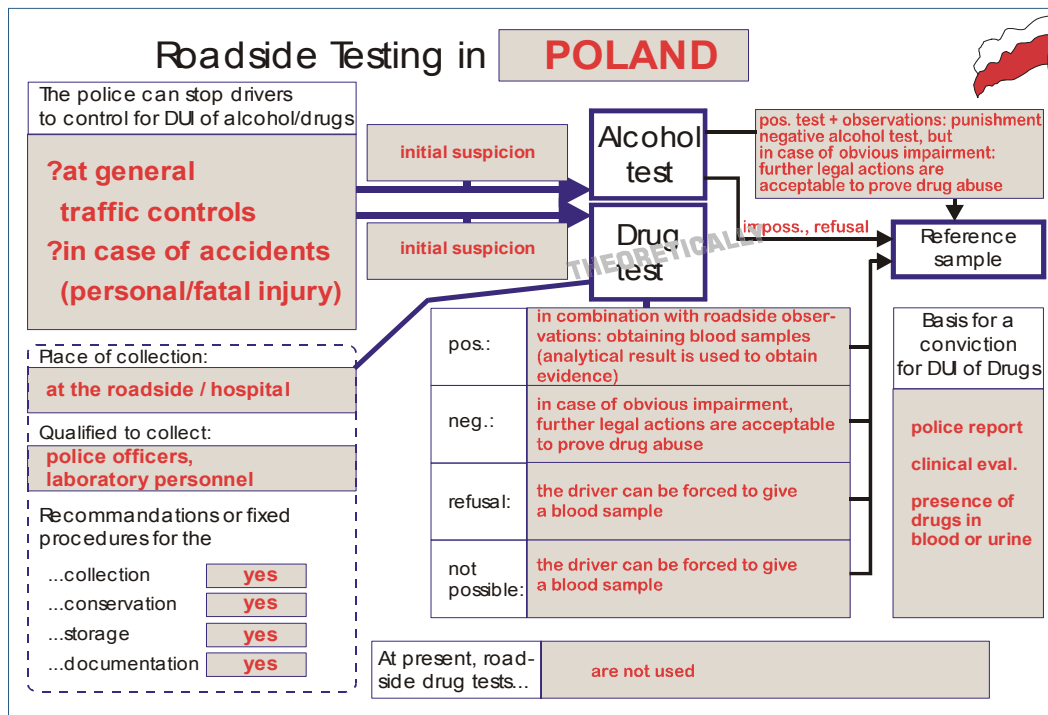 Roadside Testing in POLAND
The police can stop drivers
to control for DUI of alcohol/drugs
?at general
traffic controls
?in case of accidents
(personal/fatal injury)
initial suspicion
initial suspicion
Alcohol
test
Drug
test
THEORETICALLY
pos. test + observations: punishment
negative alcohol test, but
in case of obvious impairment:
further legal actions are
acceptable to prove drug abuse
imposs., refusal
Reference
sample
Place of collection:
at the roadside / hospital
Qualified to collect:
police officers,
laboratory personnel
Recommandations or fixed
procedures for the
...collection yes
...conservation yes
...storage yes
...documentation yes
pos.:
in combination with roadside obser-
vations: obtaining blood samples
(analytical result is used to obtain
evidence)
neg.:
in case of obvious impairment,
further legal actions are acceptable
to prove drug abuse
refusal:
the driver can be forced to give
a blood sample
not
possible:
the driver can be forced to give
a blood sample
Basis for a
conviction
for DUI of Drugs
police report
clinical eval.
presence of
drugs in
blood or urine
At present, road-
side drug tests...
are not used